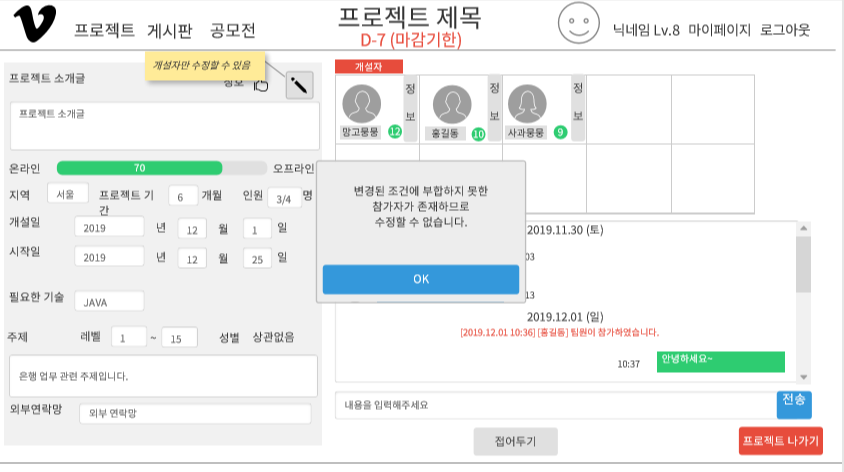 프로젝트 게시판 공모전
프로젝트 제목
D-7 (마감기한)
닉네임 Lv.8 마이페이지 로그아웃
개설자만 수정할 수 있음
프로젝트 소개글
프로젝트 소개글
온라인 70 오프라인
지역 서울 프로젝트 기간 6 개월 인원 3/4 명
개설일 2019 년 12 월 1 일
시작일 2019 년 12 월 25 일
필요한 기술 JAVA
주제 레벨 1 ~ 15 성별 상관없음
은행 업무 관련 주제입니다.
외부연락망 외부 연락망
개설자
정보 정보 정보
망고뭉뭉 12 홍길동 10 사과뭉뭉 9
변경된 조건에 부합하지 못한
참가자가 존재하므로
수정할 수 없습니다.
OK
2019.11.30 (토)
03
13
2019.12.01 (일)
[2019.12.01 10:36] [홍길동] 팀원이 참가하였습니다.
10:37 안녕하세요~
내용을 입력해주세요 전송
접어두기 프로젝트 나가기